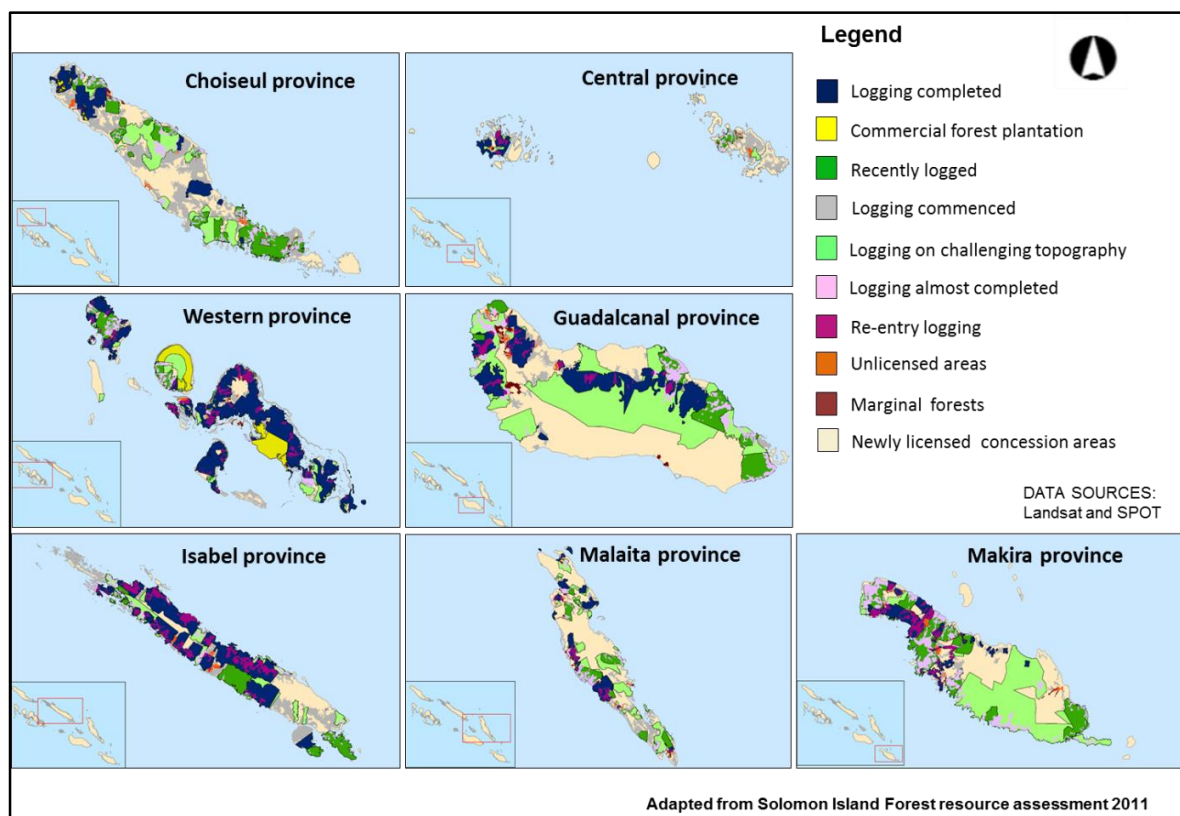 Choiseul province
Central province
Legend
Logging completed
Commercial forest plantation
Recently logged
Logging commenced
Logging on challenging topography
Logging almost completed
Re-entry logging
Unlicensed areas
Marginal forests
Newly licensed concession areas
Western province
Guadalcanal province
DATA SOURCES:
Landsat and SPOT
Isabel province
Malaita province
Makira province
Adapted from Solomon Island Forest resource assessment 2011